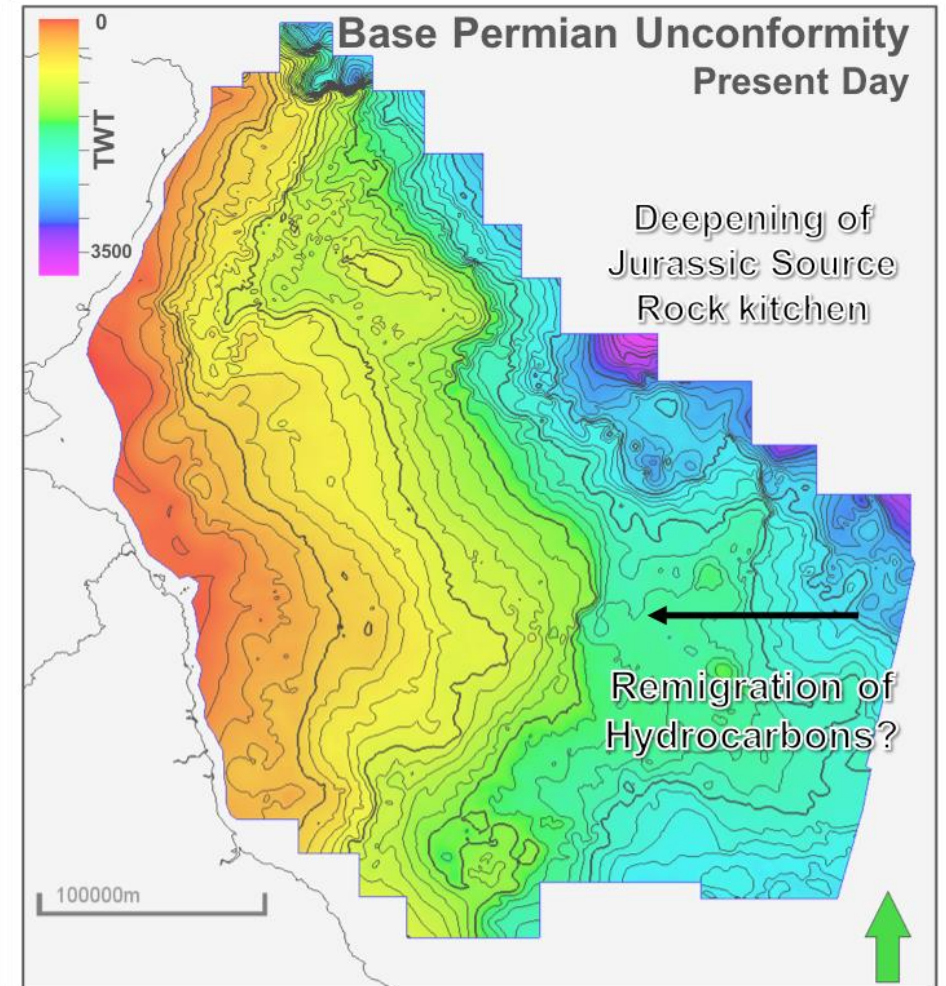 Base Permian Unconformity
Present Day
0
TWT
3500
Deepening of
Jurassic Source
Rock kitchen
Remigration of
Hydrocarbons?
100000m